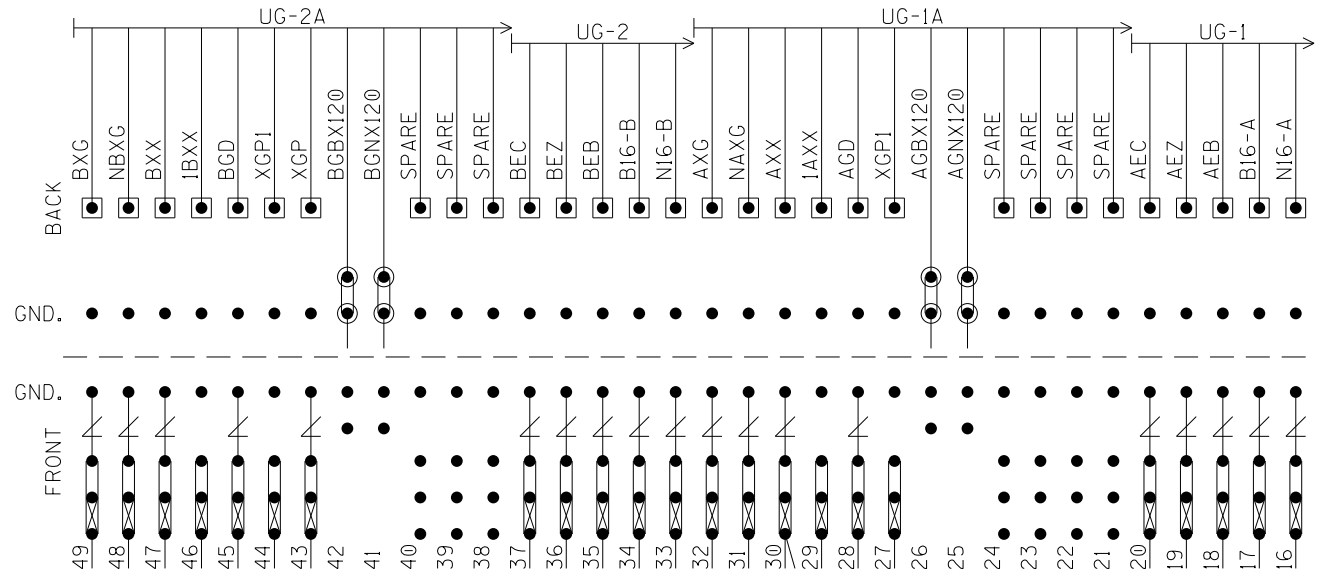 UG-2A
UG-2
UG-1A
UG-1
BACK
BXG
NBXG
BXX
1BXX
BGD
XGP1
XGP
BGBX120
BGNX120
SPARE
SPARE
SPARE
BEC
BEZ
BEB
B16-B
N16-B
AXG
NAXG
AXX
1AXX
AGD
XGP1
AGBX120
AGNX120
SPARE
SPARE
SPARE
SPARE
AEC
AEZ
AEB
B16-A
N16-A
GND.
GND.
FRONT
49
48
47
46
45
44
43
42
41
40
39
38
37
36
35
34
33
32
31
30
29
28
27
26
25
24
23
22
21
20
19
18
17
16